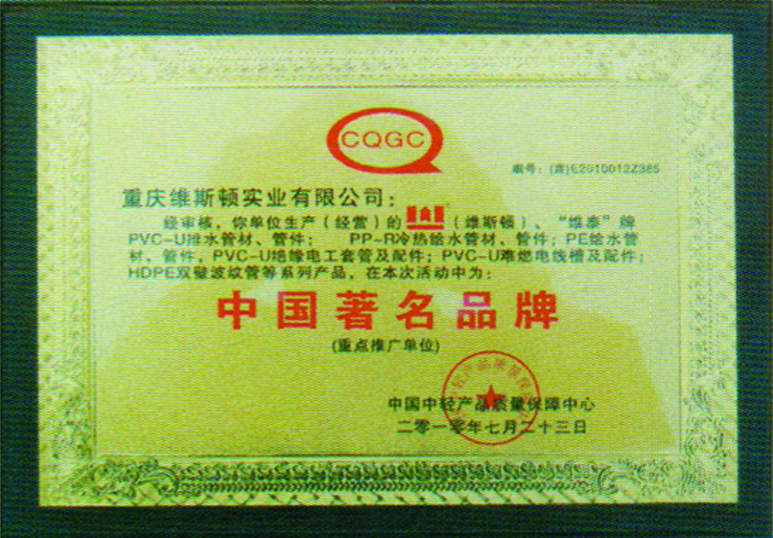 CQGC
编号：(直)E2010012Z385
重庆维斯顿实业有限公司：
经审核，你单位生产（经营）的 ®（维斯顿）、“维泰”牌
PVC-U排水管材、管件； PP-R冷热给水管材、管件；PE给水管
材、管件，PVC-U绝缘电工套管及配件；PVC-U难燃电线槽及配件；
HDPE双壁波纹管等系列产品，在本次活动中为：
中国著名品牌
(重点推广单位)
中国中轻产品质量保障中心
二零一零年七月二十三日